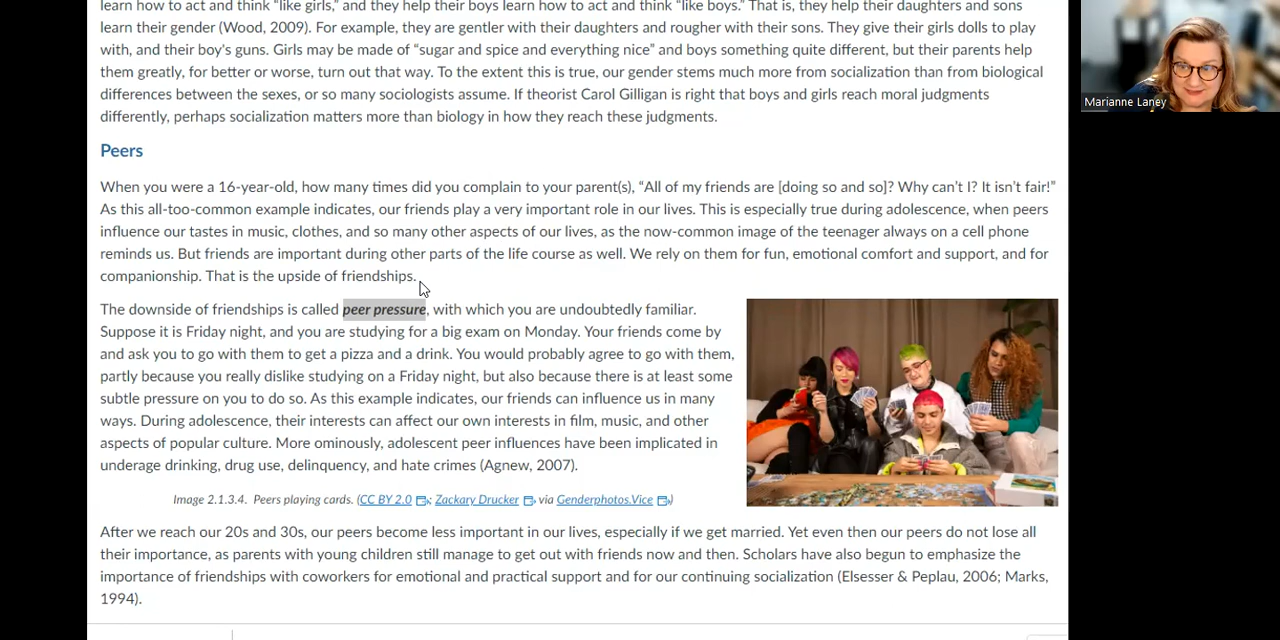 learn how to act and think “like girls,” and they help their boys learn how to act and think “like boys.” That is, they help their daughters and sons
learn their gender (Wood, 2009). For example, they are gentler with their daughters and rougher with their sons. They give their girls dolls to play
with, and their boy's guns. Girls may be made of “sugar and spice and everything nice” and boys something quite different, but their parents help
them greatly, for better or worse, turn out that way. To the extent this is true, our gender stems much more from socialization than from biological
differences between the sexes, or so many sociologists assume. If theorist Carol Gilligan is right that boys and girls reach moral judgments
differently, perhaps socialization matters more than biology in how they reach these judgments.
Peers
When you were a 16-year-old, how many times did you complain to your parent(s), “All of my friends are [doing so and so]? Why can’t I? It isn’t fair!”
As this all-too-common example indicates, our friends play a very important role in our lives. This is especially true during adolescence, when peers
influence our tastes in music, clothes, and so many other aspects of our lives, as the now-common image of the teenager always on a cell phone
reminds us. But friends are important during other parts of the life course as well. We rely on them for fun, emotional comfort and support, and for
companionship. That is the upside of friendships.
The downside of friendships is called peer pressure, with which you are undoubtedly familiar.
Suppose it is Friday night, and you are studying for a big exam on Monday. Your friends come by
and ask you to go with them to get a pizza and a drink. You would probably agree to go with them,
partly because you really dislike studying on a Friday night, but also because there is at least some
subtle pressure on you to do so. As this example indicates, our friends can influence us in many
ways. During adolescence, their interests can affect our own interests in film, music, and other
aspects of popular culture. More ominously, adolescent peer influences have been implicated in
underage drinking, drug use, delinquency, and hate crimes (Agnew, 2007).
Image 2.1.3.4. Peers playing cards. (CC BY 2.0; Zackary Drucker via Genderphotos.Vice)
After we reach our 20s and 30s, our peers become less important in our lives, especially if we get married. Yet even then our peers do not lose all
their importance, as parents with young children still manage to get out with friends now and then. Scholars have also begun to emphasize the
importance of friendships with coworkers for emotional and practical support and for our continuing socialization (Elsesser & Peplau, 2006; Marks,
1994).
Marianne Laney